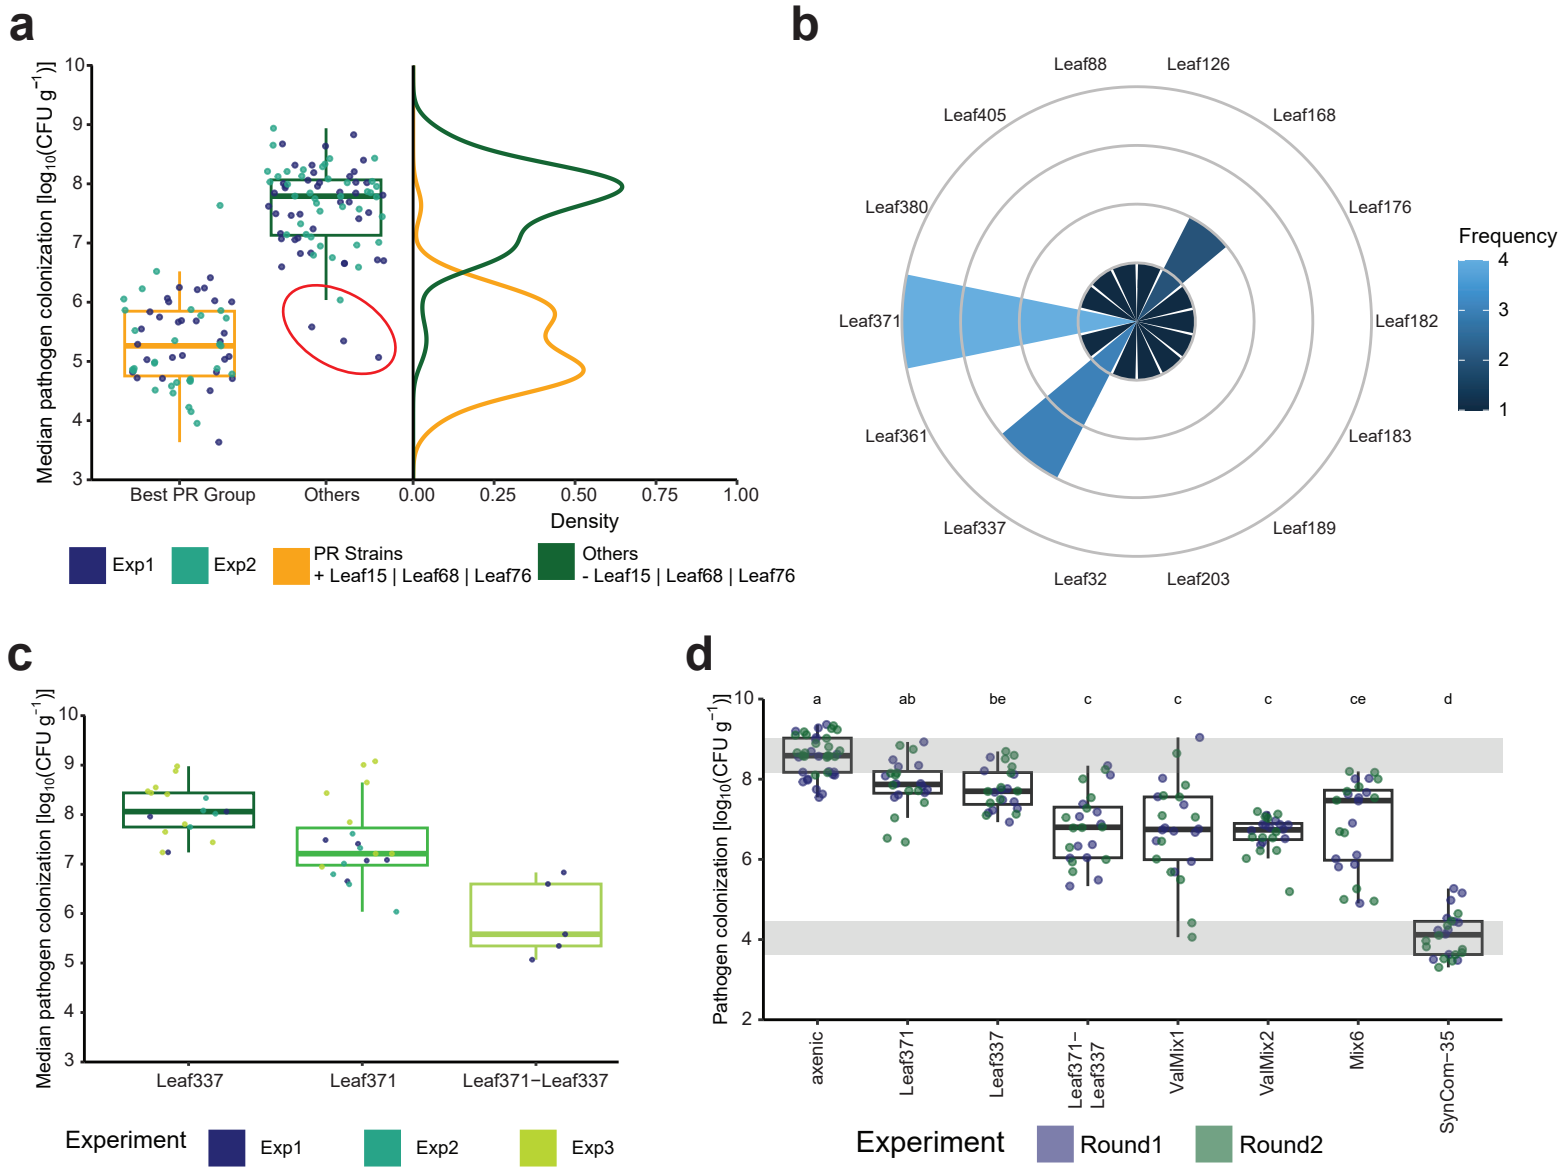 a
Median pathogen colonization [log10(CFU g−1)]
10
9
8
7
6
5
4
3
Best PR Group
Others
0.00
0.25
0.50
0.75
1.00
Density
Exp1
Exp2
PR Strains
+ Leaf15 | Leaf68 | Leaf76
Others
- Leaf15 | Leaf68 | Leaf76
b
Leaf88
Leaf126
Leaf405
Leaf168
Leaf380
Leaf176
Leaf371
Leaf182
Leaf361
Leaf183
Leaf337
Leaf189
Leaf32
Leaf203
Frequency
4
3
2
1
c
Median pathogen colonization [log10(CFU g−1)]
10
9
8
7
6
5
4
3
Leaf337
Leaf371
Leaf371−Leaf337
Experiment
Exp1
Exp2
Exp3
d
Pathogen colonization [log10(CFU g−1)]
10
8
6
4
2
a
ab
be
c
c
c
ce
d
axenic
Leaf371
Leaf337
Leaf371−
Leaf337
ValMix1
ValMix2
Mix6
SynCom−35
Experiment
Round1
Round2